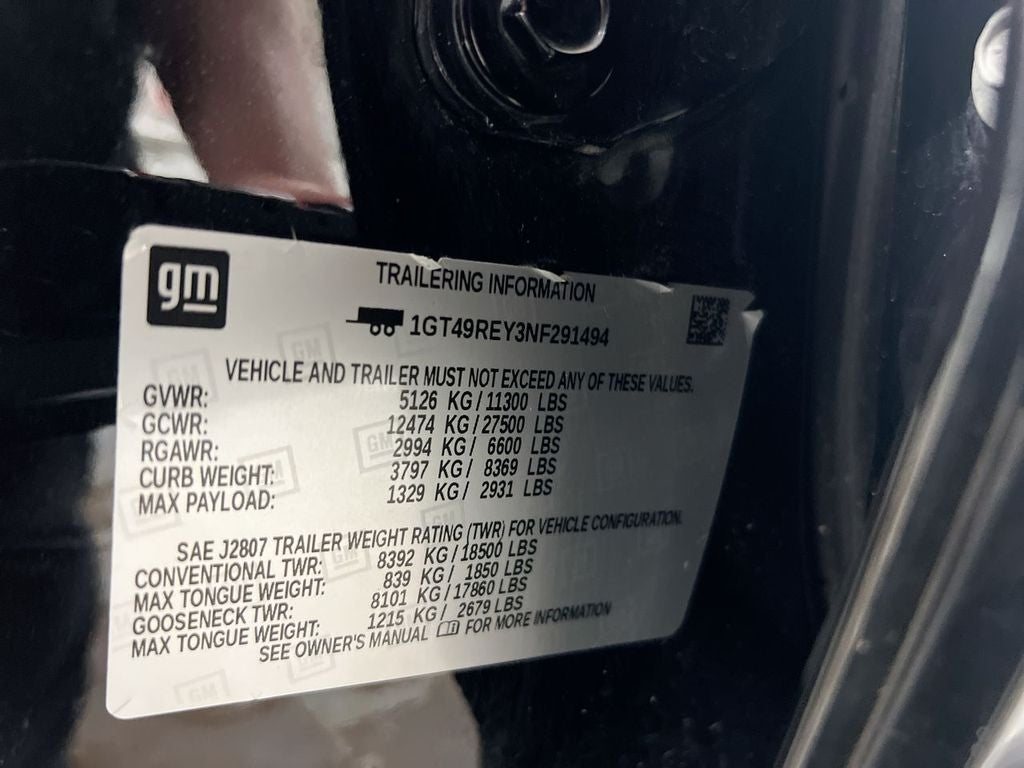 gm
TRAILERING INFORMATION
1GT49REY3NF291494
VEHICLE AND TRAILER MUST NOT EXCEED ANY OF THESE VALUES.
GVWR: 5126 KG / 11300 LBS
GCWR: 12474 KG / 27500 LBS
RGAWR: 2994 KG / 6600 LBS
CURB WEIGHT: 3797 KG / 8369 LBS
MAX PAYLOAD: 1329 KG / 2931 LBS
SAE J2807 TRAILER WEIGHT RATING (TWR) FOR VEHICLE CONFIGURATION.
CONVENTIONAL TWR: 8392 KG / 18500 LBS
MAX TONGUE WEIGHT: 839 KG / 1850 LBS
GOOSENECK TWR: 8101 KG / 17860 LBS
MAX TONGUE WEIGHT: 1215 KG / 2679 LBS
SEE OWNER'S MANUAL FOR MORE INFORMATION